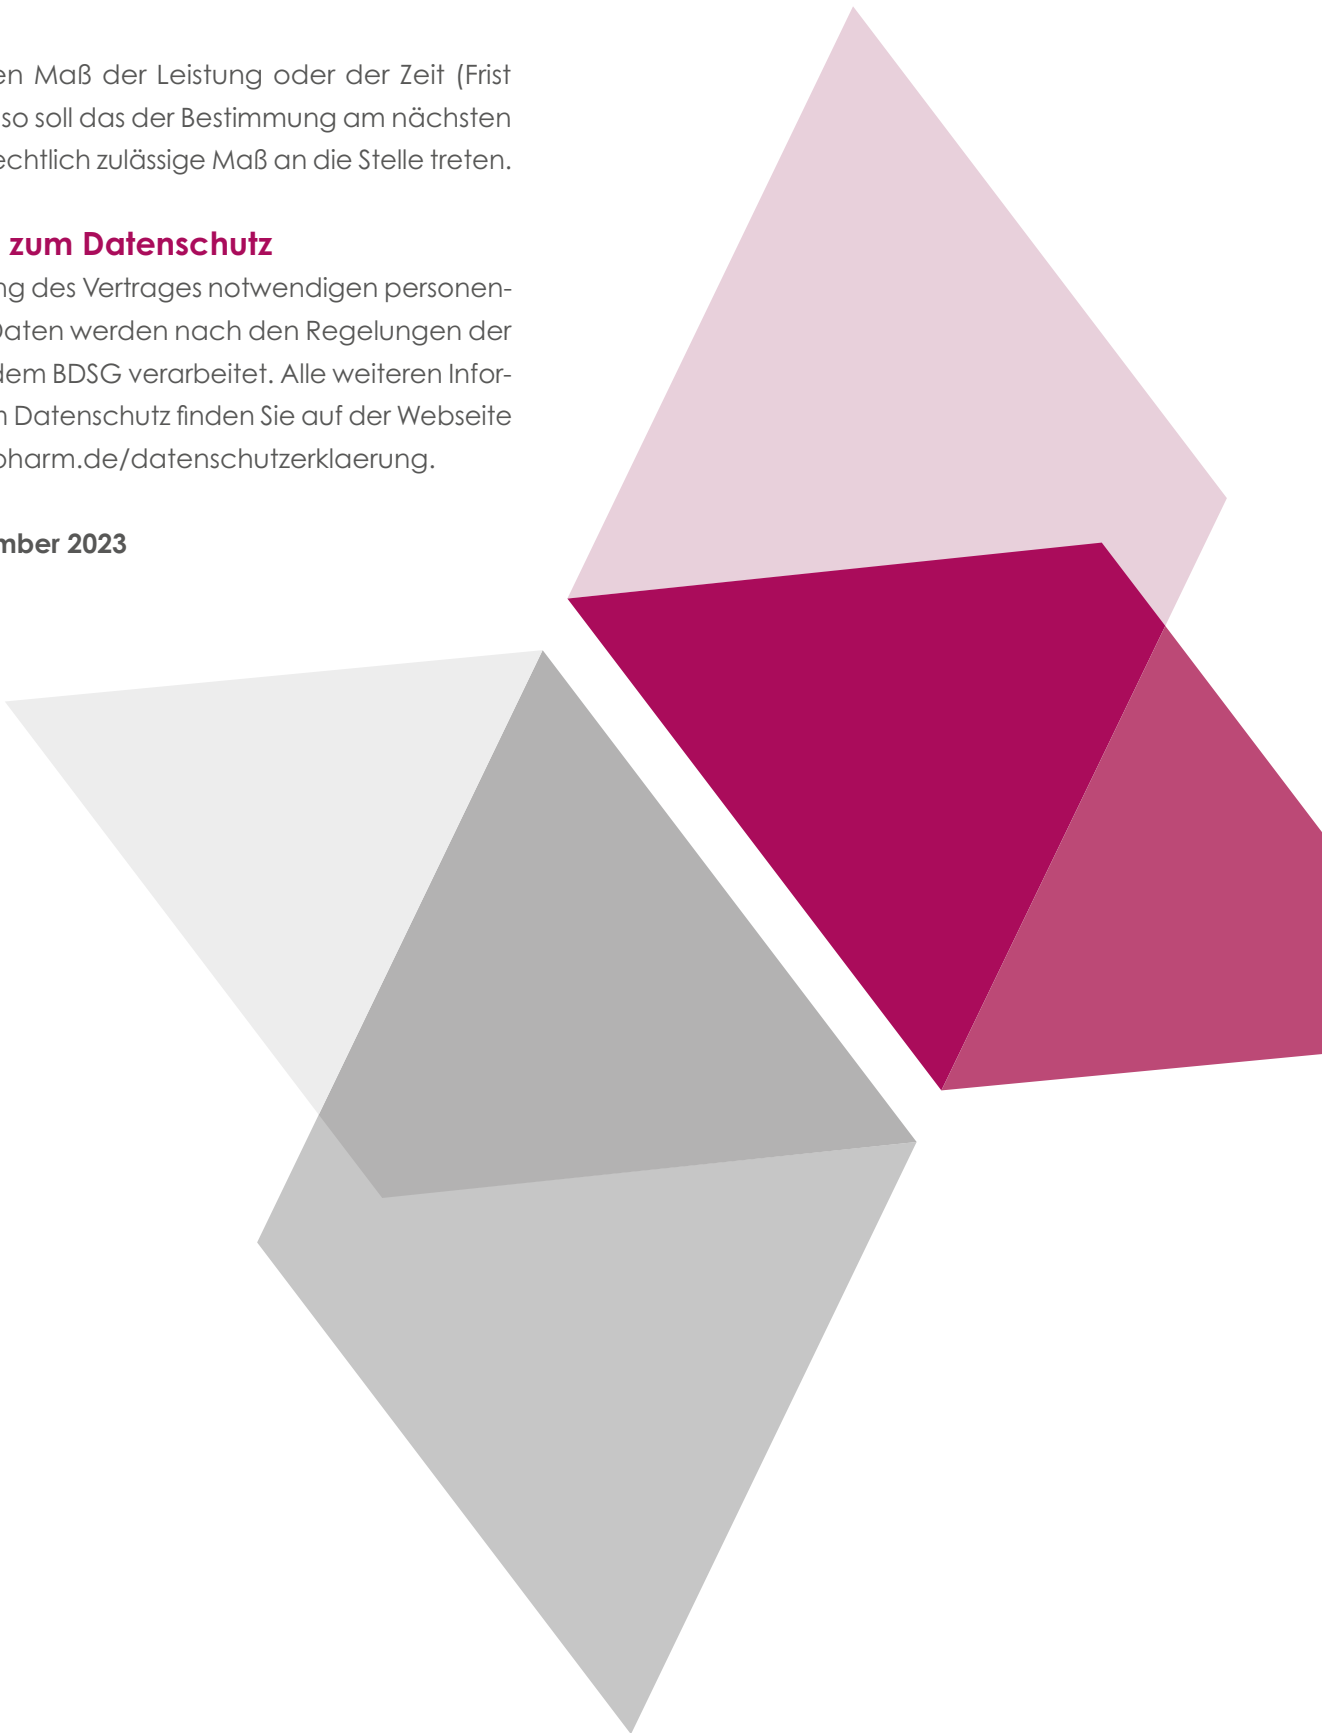 en Maß der Leistung oder der Zeit (Frist
so soll das der Bestimmung am nächsten
echtlich zulässige Maß an die Stelle treten.
zum Datenschutz
ng des Vertrages notwendigen personen-
Daten werden nach den Regelungen der
dem BDSG verarbeitet. Alle weiteren Infor-
n Datenschutz finden Sie auf der Webseite
pharm.de/datenschutzerklaerung.
mber 2023